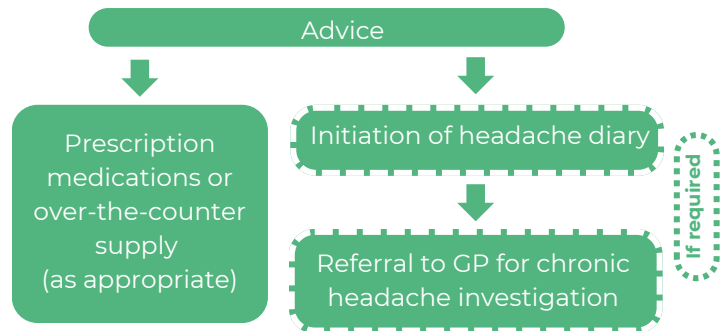 Advice
Prescription
medications or
over-the-counter
supply
(as appropriate)
Initiation of headache diary
Referral to GP for chronic
headache investigation
If required